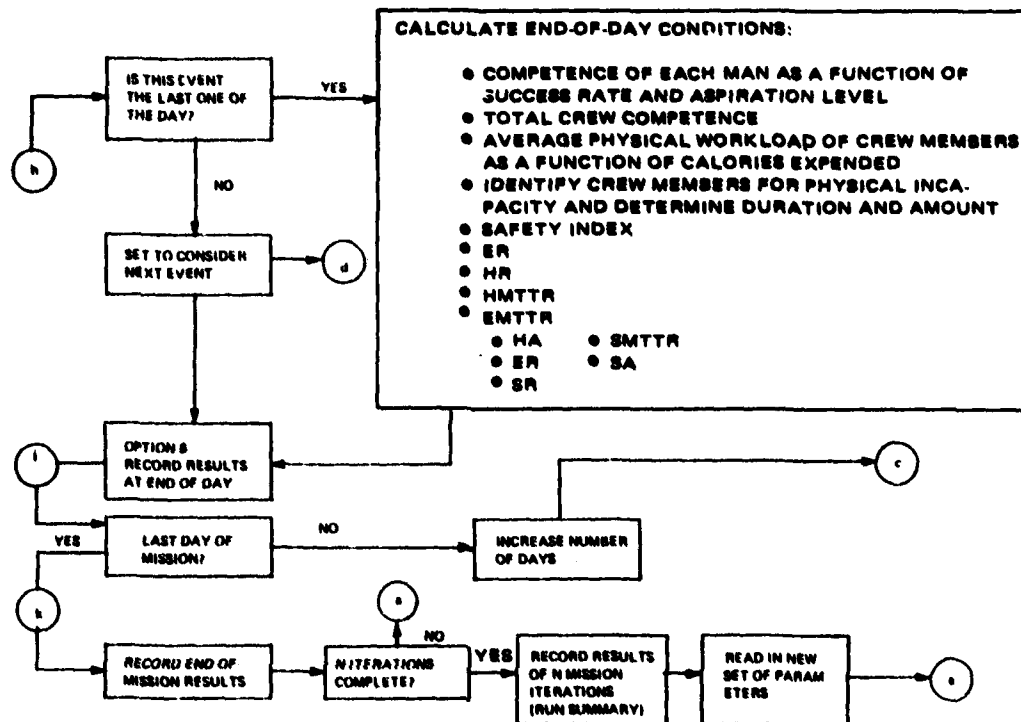 CALCULATE END-OF-DAY CONDITIONS:
● COMPETENCE OF EACH MAN AS A FUNCTION OF
SUCCESS RATE AND ASPIRATION LEVEL
● TOTAL CREW COMPETENCE
● AVERAGE PHYSICAL WORKLOAD OF CREW MEMBERS
AS A FUNCTION OF CALORIES EXPENDED
● IDENTIFY CREW MEMBERS FOR PHYSICAL INCA-
PACITY AND DETERMINE DURATION AND AMOUNT
● SAFETY INDEX
● ER
● HR
● HMTTR
● EMTTR
● HA ● SMTTR
● ER ● SA
● SR
IS THIS EVENT
THE LAST ONE OF
THE DAY?
YES
h
NO
SET TO CONSIDER
NEXT EVENT
d
OPTION 8
RECORD RESULTS
AT END OF DAY
c
YES
LAST DAY OF
MISSION?
NO
INCREASE NUMBER
OF DAYS
k
RECORD END OF
MISSION RESULTS
NO
N ITERATIONS
COMPLETE?
YES
RECORD RESULTS
OF N MISSION
ITERATIONS
(RUN SUMMARY)
READ IN NEW
SET OF PARAM
ETERS